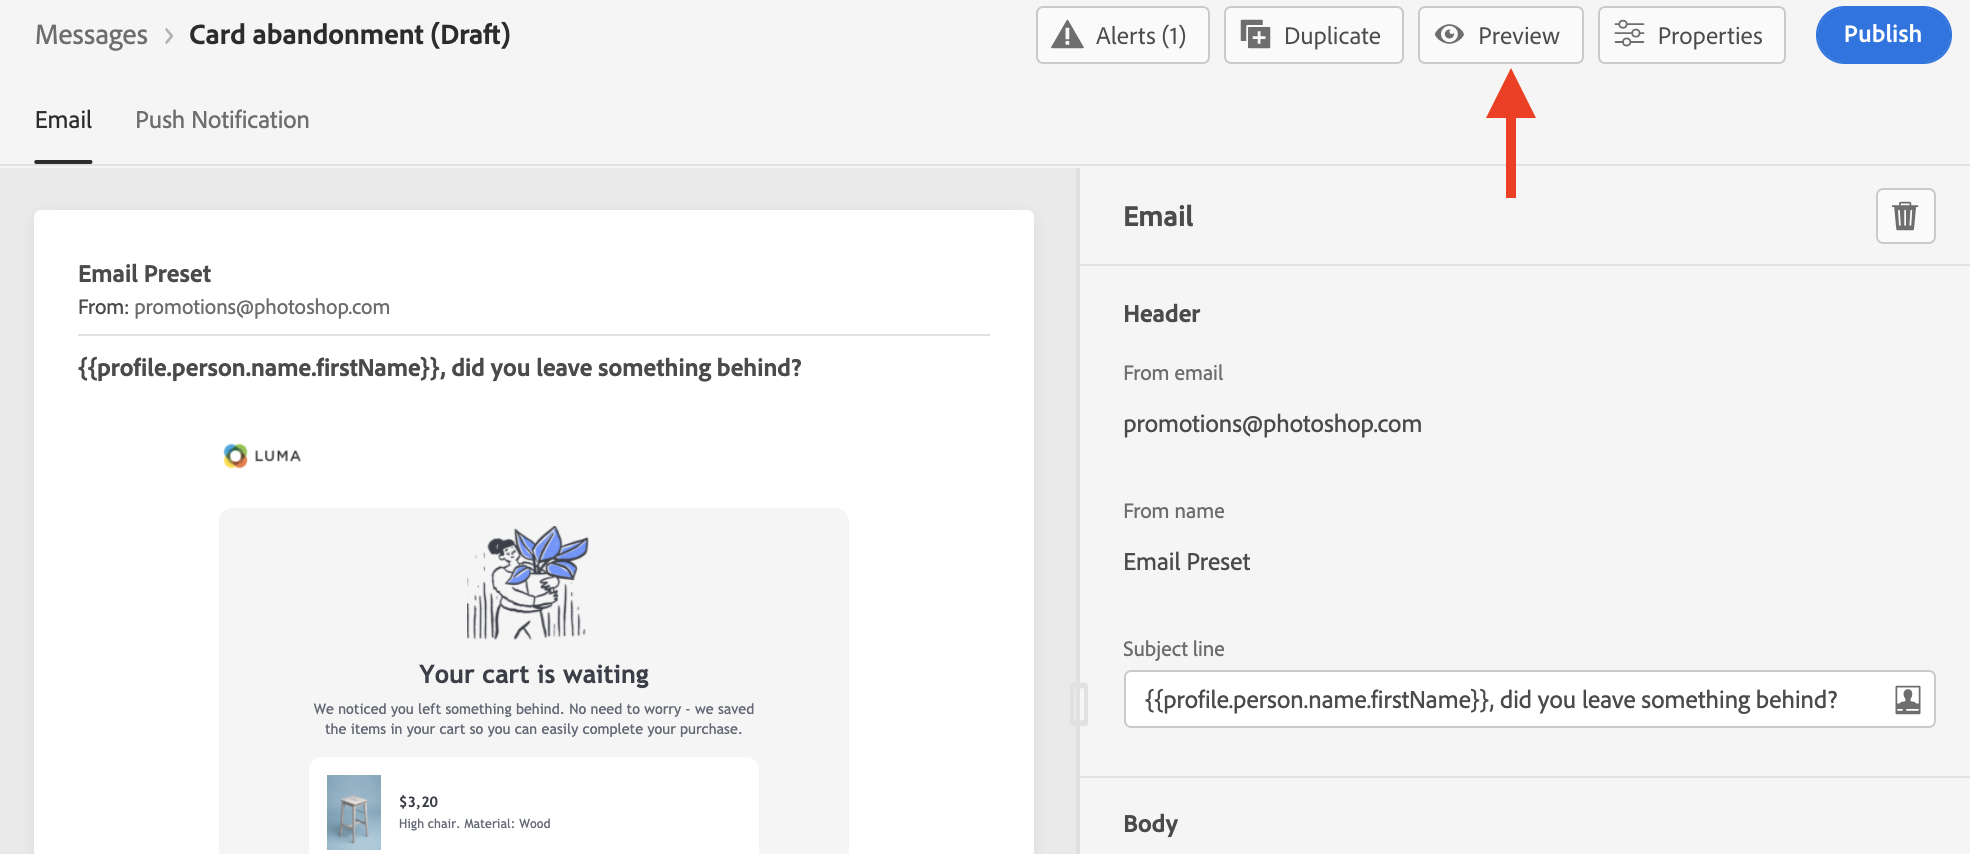 Messages > Card abandonment (Draft)
Alerts (1)
Duplicate
Preview
Properties
Publish
Email
Push Notification
Email Preset
From: promotions@photoshop.com
{{profile.person.name.firstName}}, did you leave something behind?
LUMA
Your cart is waiting
We noticed you left something behind. No need to worry - we saved
the items in your cart so you can easily complete your purchase.
$3,20
High chair. Material: Wood
Email
Header
From email
promotions@photoshop.com
From name
Email Preset
Subject line
{{profile.person.name.firstName}}, did you leave something behind?
Body